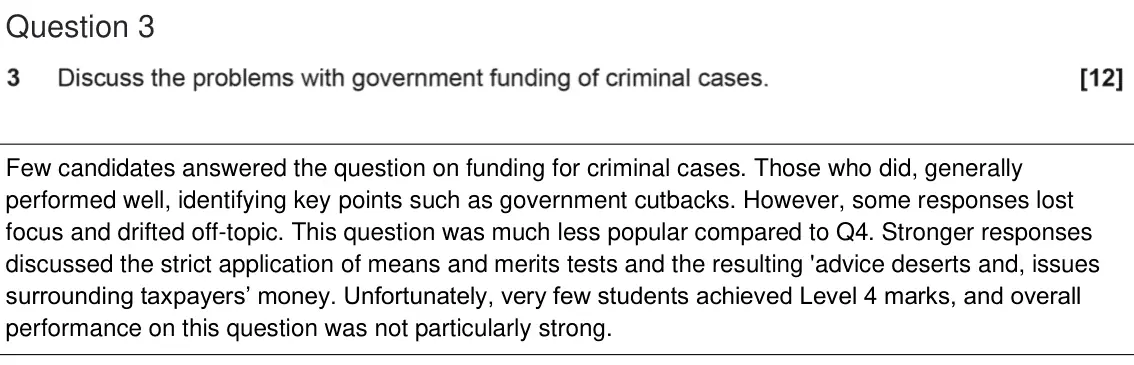 Question 3
3 Discuss the problems with government funding of criminal cases. [12]
Few candidates answered the question on funding for criminal cases. Those who did, generally
performed well, identifying key points such as government cutbacks. However, some responses lost
focus and drifted off-topic. This question was much less popular compared to Q4. Stronger responses
discussed the strict application of means and merits tests and the resulting 'advice deserts and, issues
surrounding taxpayers’ money. Unfortunately, very few students achieved Level 4 marks, and overall
performance on this question was not particularly strong.